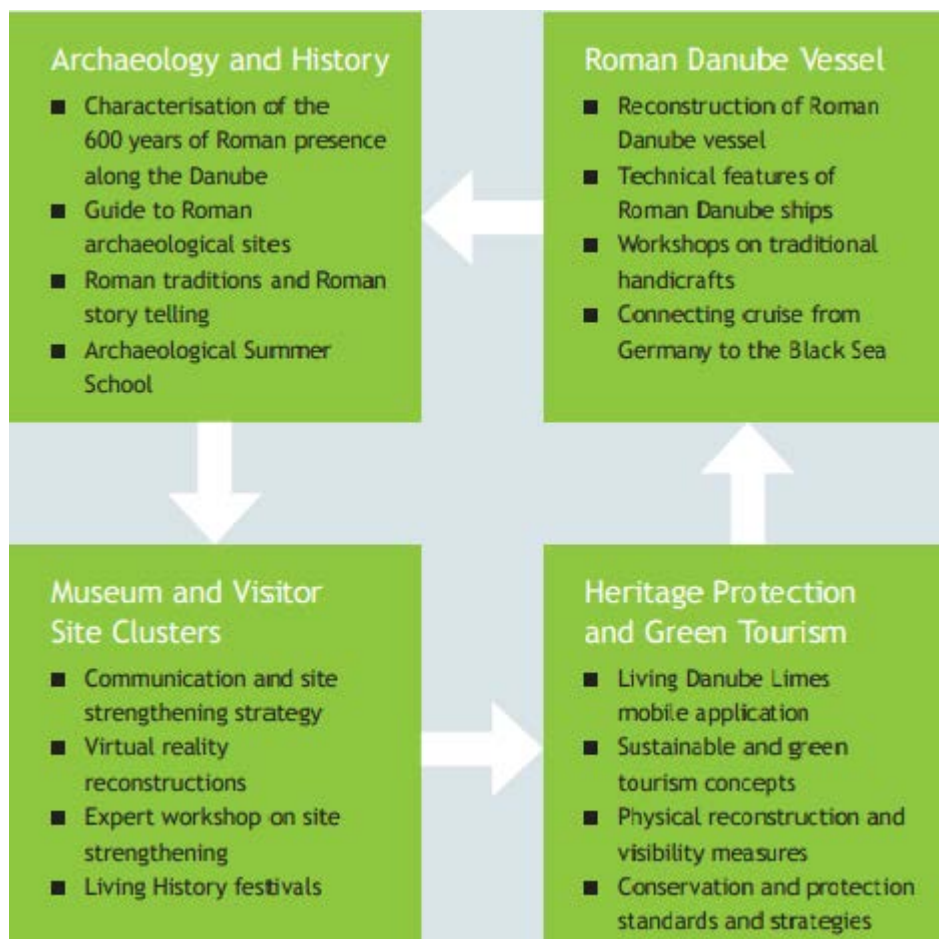 Archaeology and History
■ Characterisation of the
600 years of Roman presence
along the Danube
■ Guide to Roman
archaeological sites
■ Roman traditions and Roman
story telling
■ Archaeological Summer
School
Roman Danube Vessel
■ Reconstruction of Roman
Danube vessel
■ Technical features of
Roman Danube ships
■ Workshops on traditional
handicrafts
■ Connecting cruise from
Germany to the Black Sea
Museum and Visitor
Site Clusters
■ Communication and site
strengthening strategy
■ Virtual reality
reconstructions
■ Expert workshop on site
strengthening
■ Living History festivals
Heritage Protection
and Green Tourism
■ Living Danube Limes
mobile application
■ Sustainable and green
tourism concepts
■ Physical reconstruction and
visibility measures
■ Conservation and protection
standards and strategies